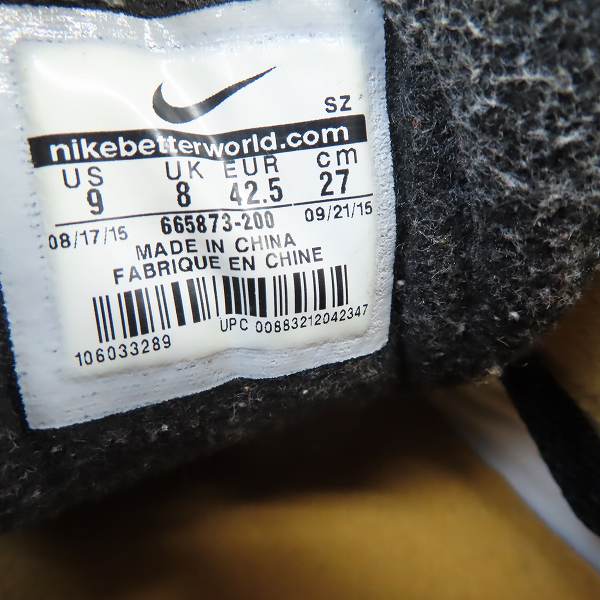 SZ
nikebetterworld.com
US UK EUR cm
9 8 42.5 27
08/17/15 665873-200 09/21/15
MADE IN CHINA
FABRIQUE EN CHINE
UPC 00883212042347
106033289